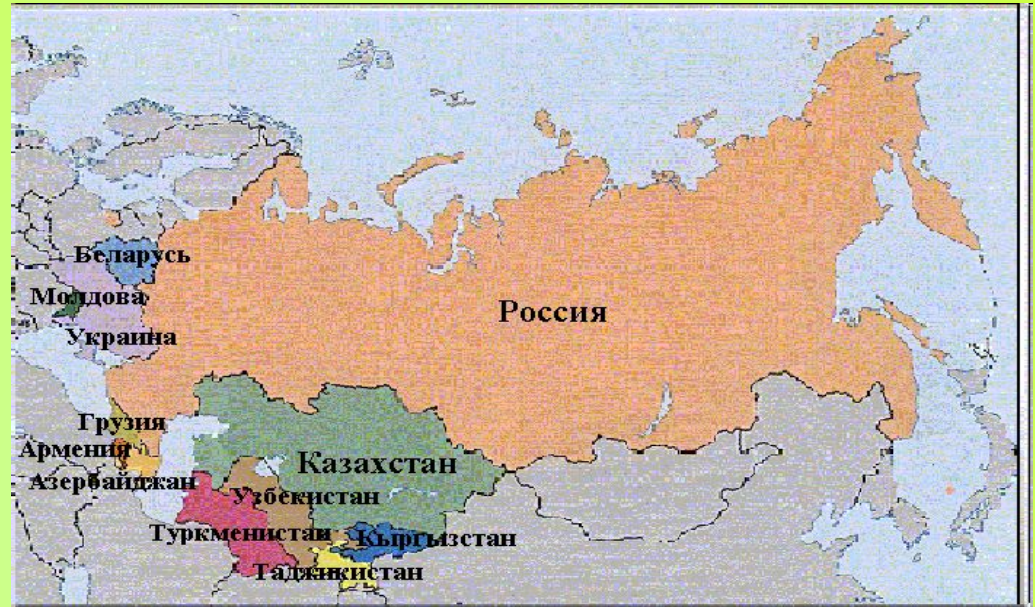 Беларусь
Молдова
Россия
Украина
Грузия
Армения
Казахстан
Азербайджан
Узбекистан
Туркменистан
Кыргызстан
Таджикистан